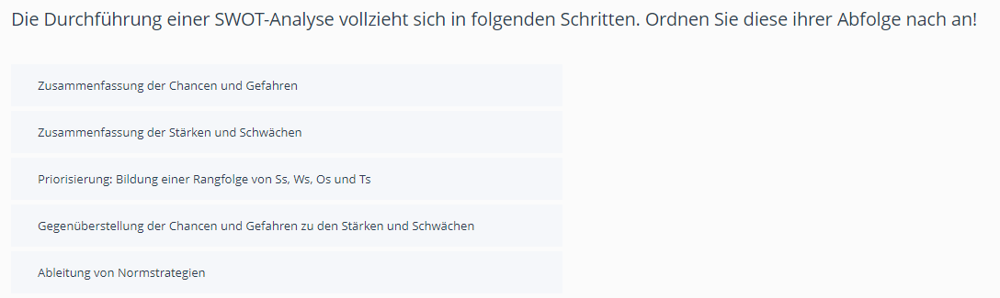 Die Durchführung einer SWOT-Analyse vollzieht sich in folgenden Schritten. Ordnen Sie diese ihrer Abfolge nach an!
Zusammenfassung der Chancen und Gefahren
Zusammenfassung der Stärken und Schwächen
Priorisierung: Bildung einer Rangfolge von Ss, Ws, Os und Ts
Gegenüberstellung der Chancen und Gefahren zu den Stärken und Schwächen
Ableitung von Normstrategien